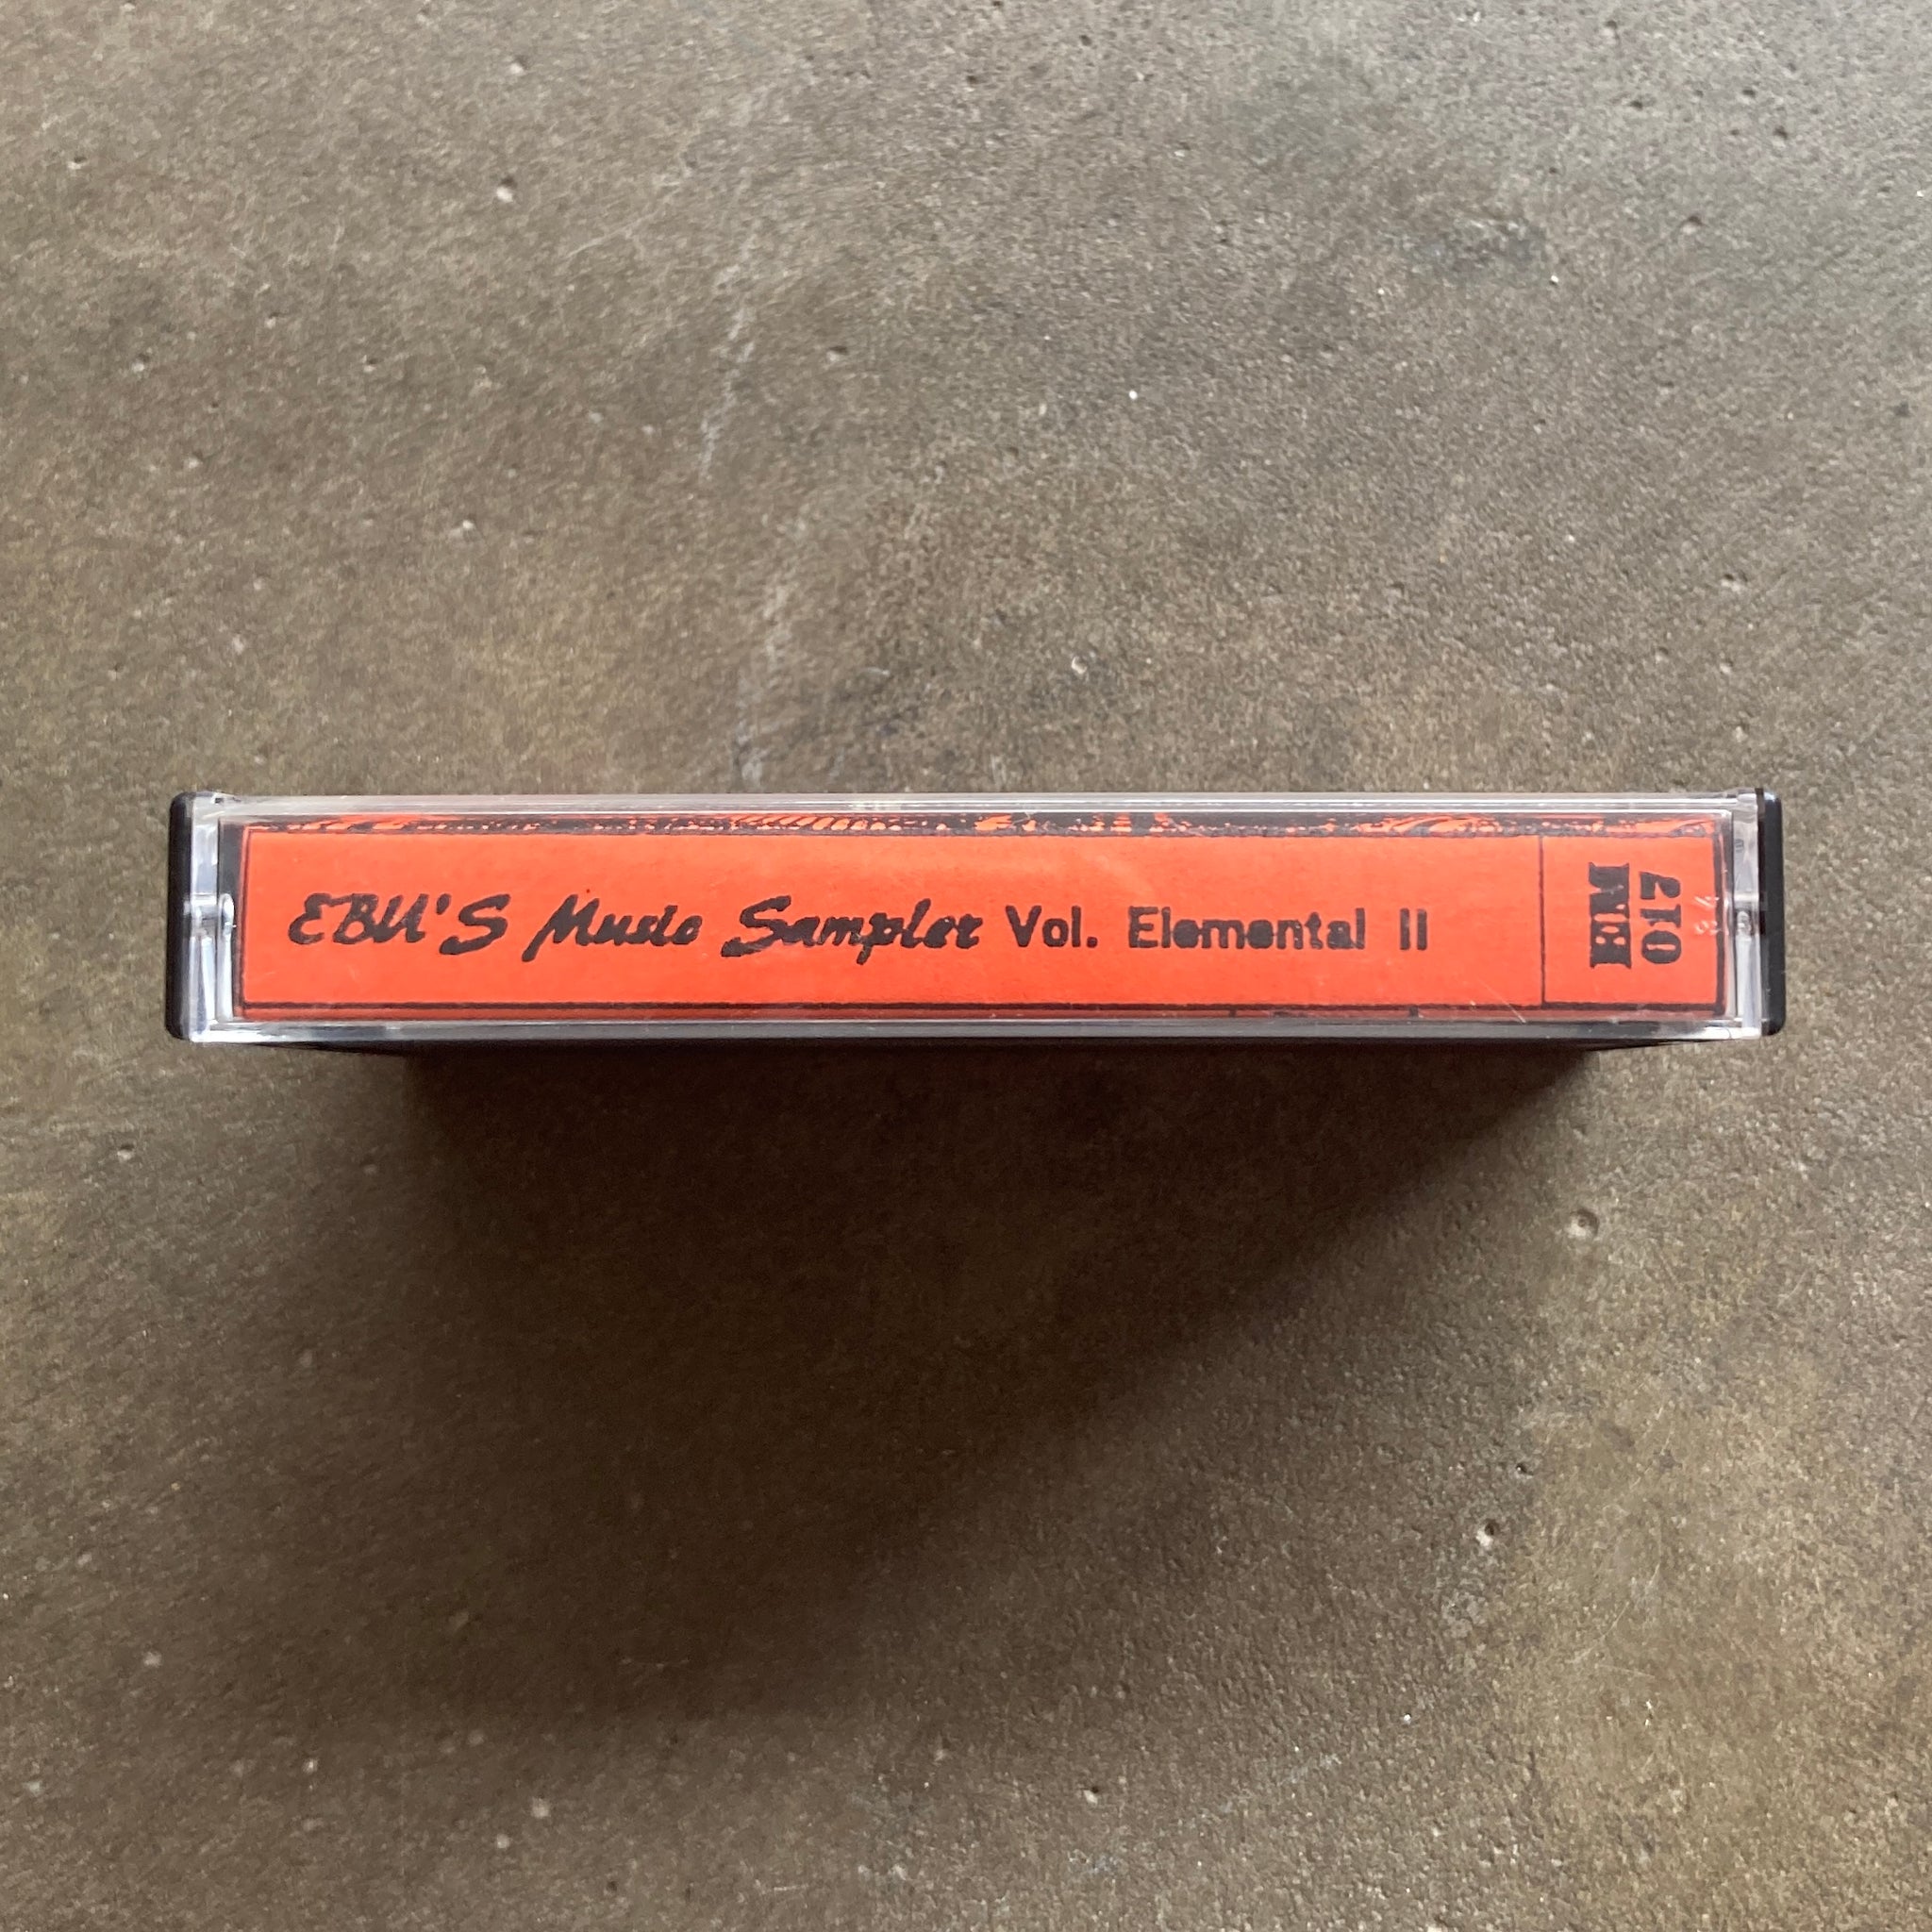 EBU'S Music Sampler Vol. Elemental II
EM
017